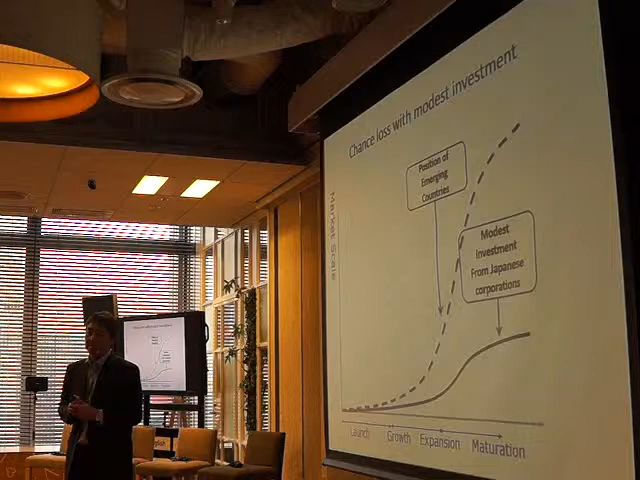 Chance loss with modest investment
Position of
Emerging
Countries
Modest
Investment
From Japanese
corporations
Market Scale
Launch Growth Expansion Maturation